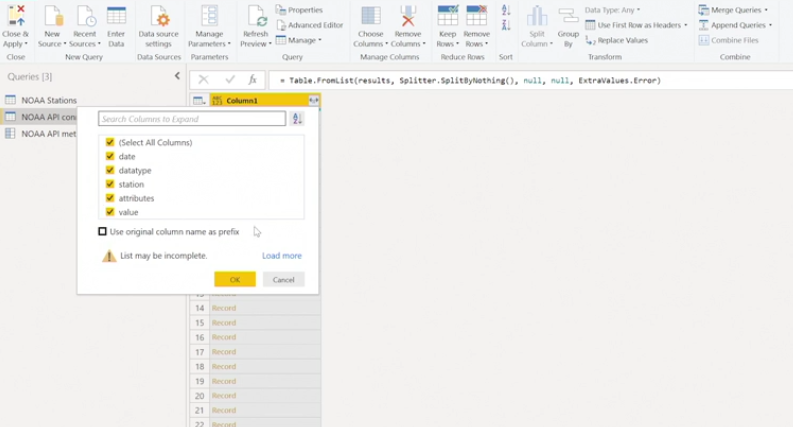 Close & Apply
New Source
Recent Sources
Enter Data
Data source settings
Manage Parameters
Refresh Preview
Properties
Advanced Editor
Manage
Choose Columns
Remove Columns
Keep Rows
Remove Rows
Split Column
Group By
Data Type: Any
Use First Row as Headers
Replace Values
Merge Queries
Append Queries
Combine Files
Close
New Query
Data Sources
Parameters
Query
Manage Columns
Reduce Rows
Sort
Transform
Combine
Queries [3]
fx
= Table.FromList(results, Splitter.SplitByNothing(), null, null, ExtraValues.Error)
NOAA Stations
NOAA API con
NOAA API met
ABC 123
Column1
Search Columns to Expand
(Select All Columns)
date
datatype
station
attributes
value
Use original column name as prefix
List may be incomplete.
Load more
OK
Cancel
13 Record
14 Record
15 Record
16 Record
17 Record
18 Record
19 Record
20 Record
21 Record
22 Record